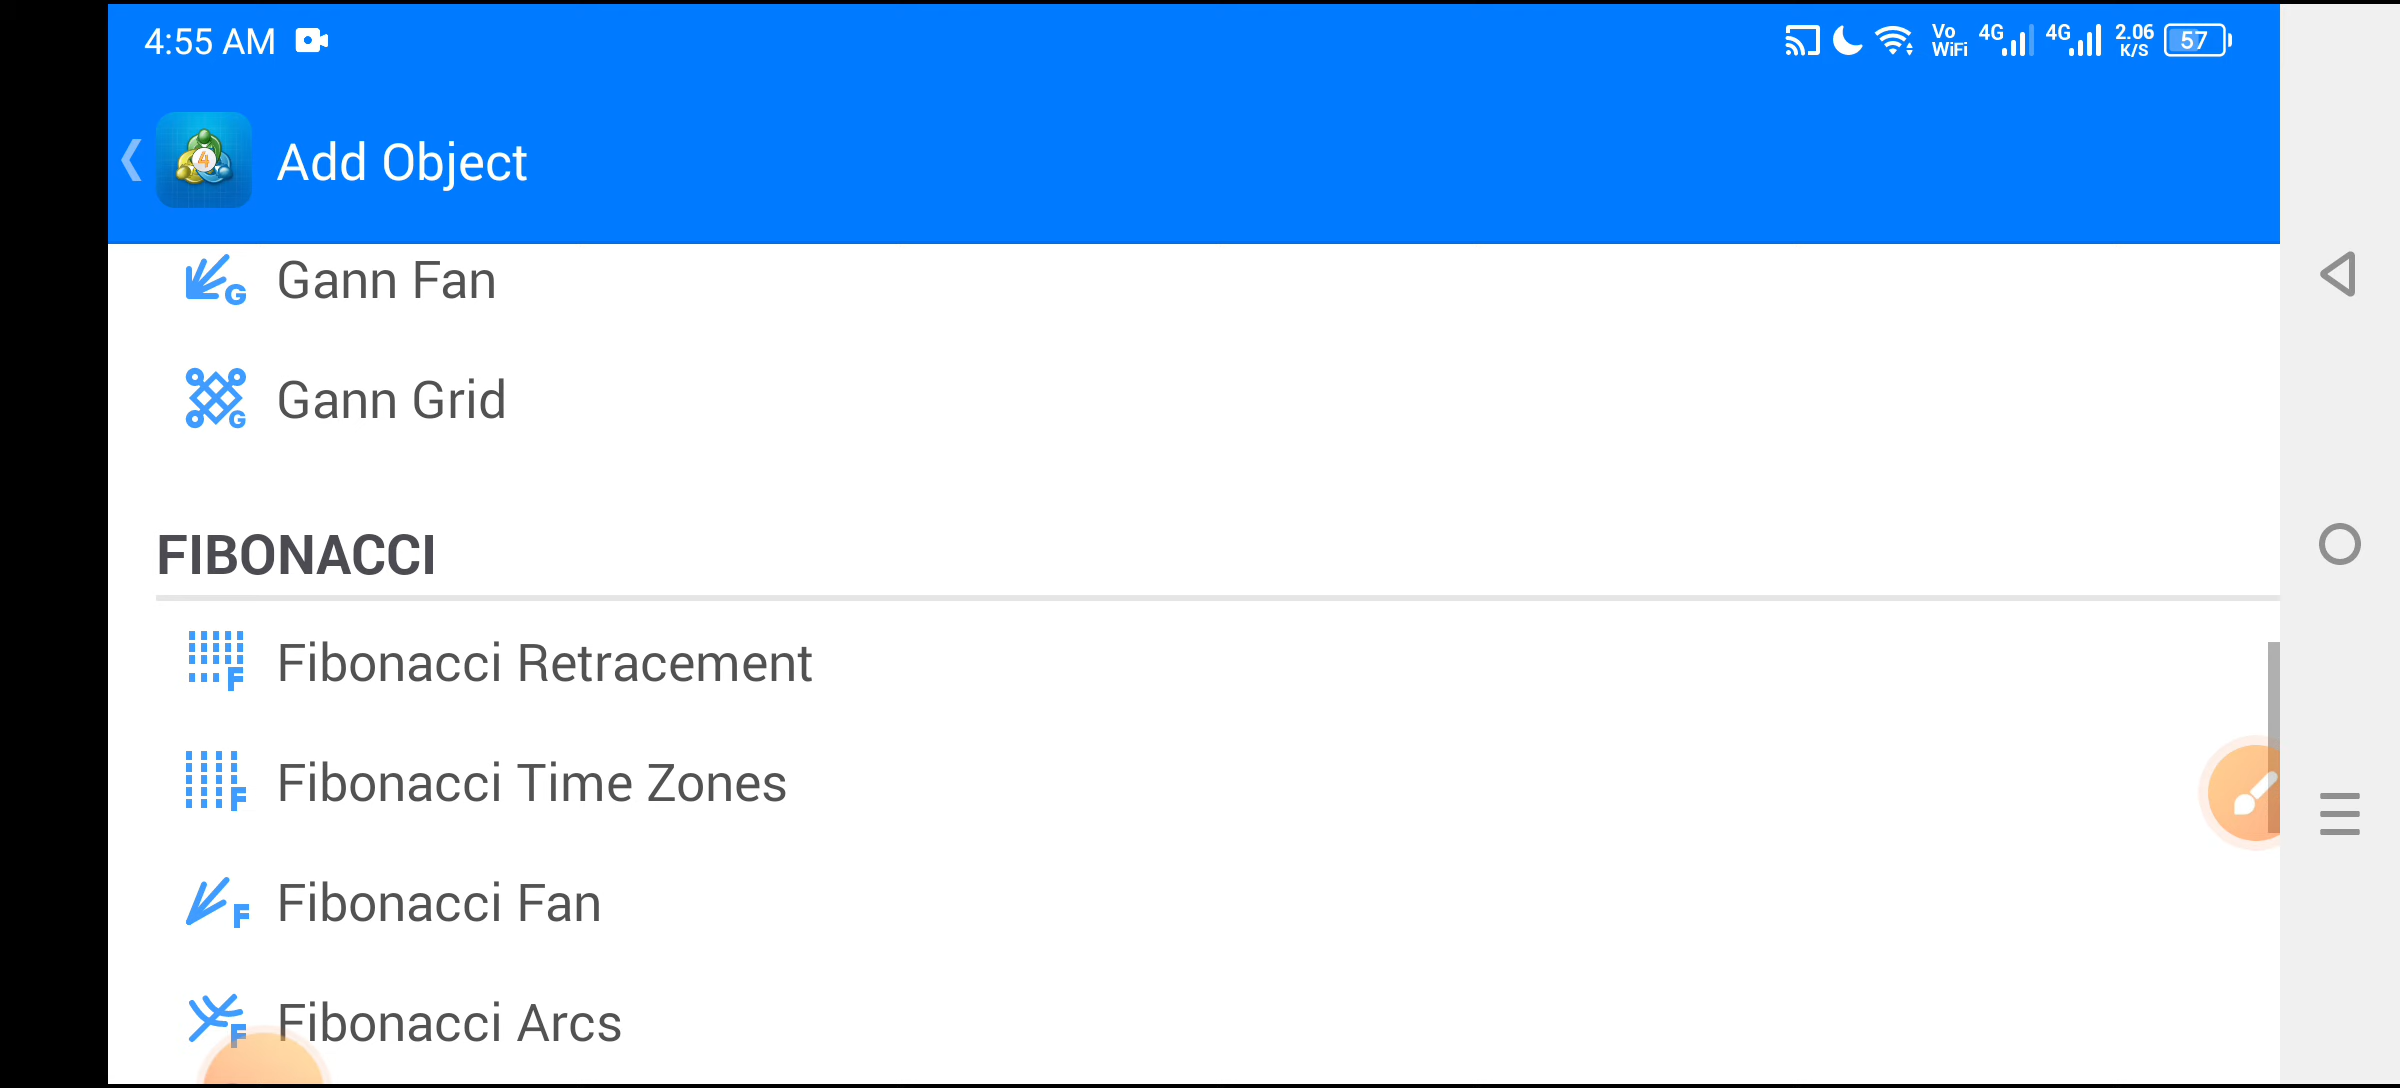 4:55 AM
Vo WiFi 4G 4G 2.06 K/S 57
4
Add Object
G Gann Fan
G Gann Grid
FIBONACCI
F Fibonacci Retracement
F Fibonacci Time Zones
F Fibonacci Fan
F Fibonacci Arcs